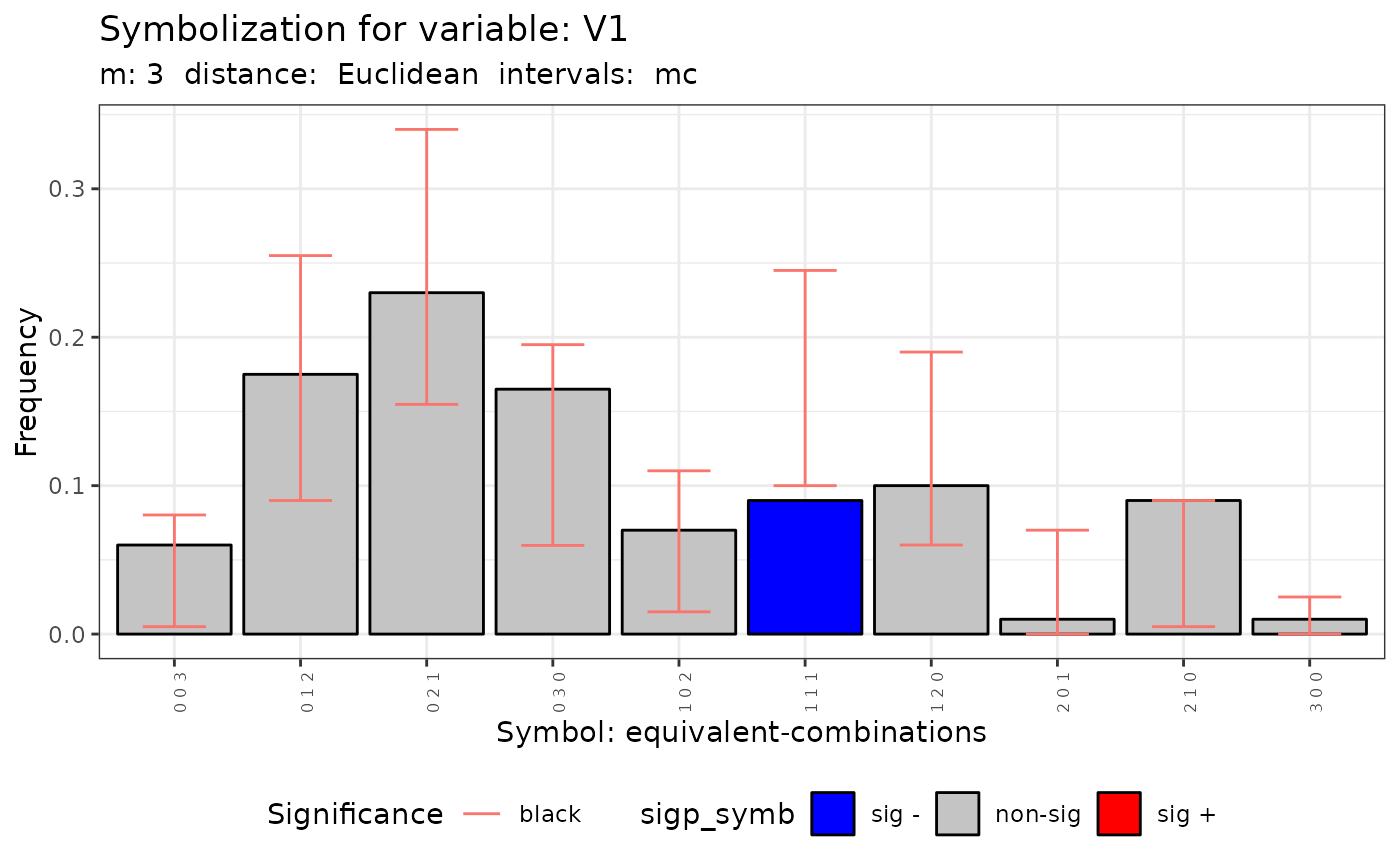 Symbolization for variable: V1
m: 3  distance:  Euclidean  intervals:  mc
Frequency
0.3
0.2
0.1
0.0
0 0 3
0 1 2
0 2 1
0 3 0
1 0 2
1 1 1
1 2 0
2 0 1
2 1 0
3 0 0
Symbol: equivalent-combinations
Significance black sigp_symb sig - non-sig sig +